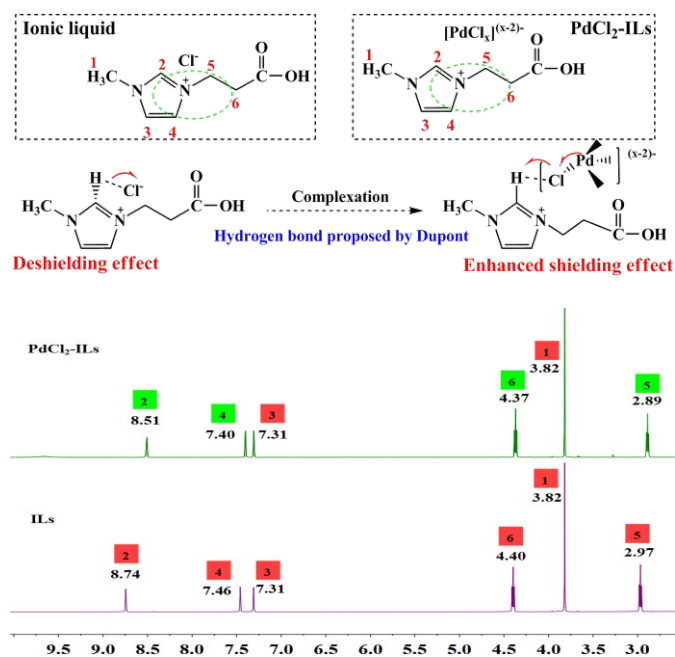 Ionic liquid
Cl⁻
1
2
5
H₃C
N
N
+
O
C
OH
6
3
4
[PdClₓ]⁽ˣ⁻²⁾⁻
PdCl₂-ILs
1
2
5
H₃C
N
N
+
O
C
OH
6
3
4
H
Cl⁻
H₃C
N
N
+
O
C
OH
Complexation
Hydrogen bond proposed by Dupont
Deshielding effect
H
Cl
Pd
(x-2)-
H₃C
N
N
+
O
C
OH
Enhanced shielding effect
PdCl₂-ILs
2
8.51
4
7.40
3
7.31
6
4.37
1
3.82
5
2.89
ILs
2
8.74
4
7.46
3
7.31
6
4.40
1
3.82
5
2.97
9.5 9.0 8.5 8.0 7.5 7.0 6.5 6.0 5.5 5.0 4.5 4.0 3.5 3.0